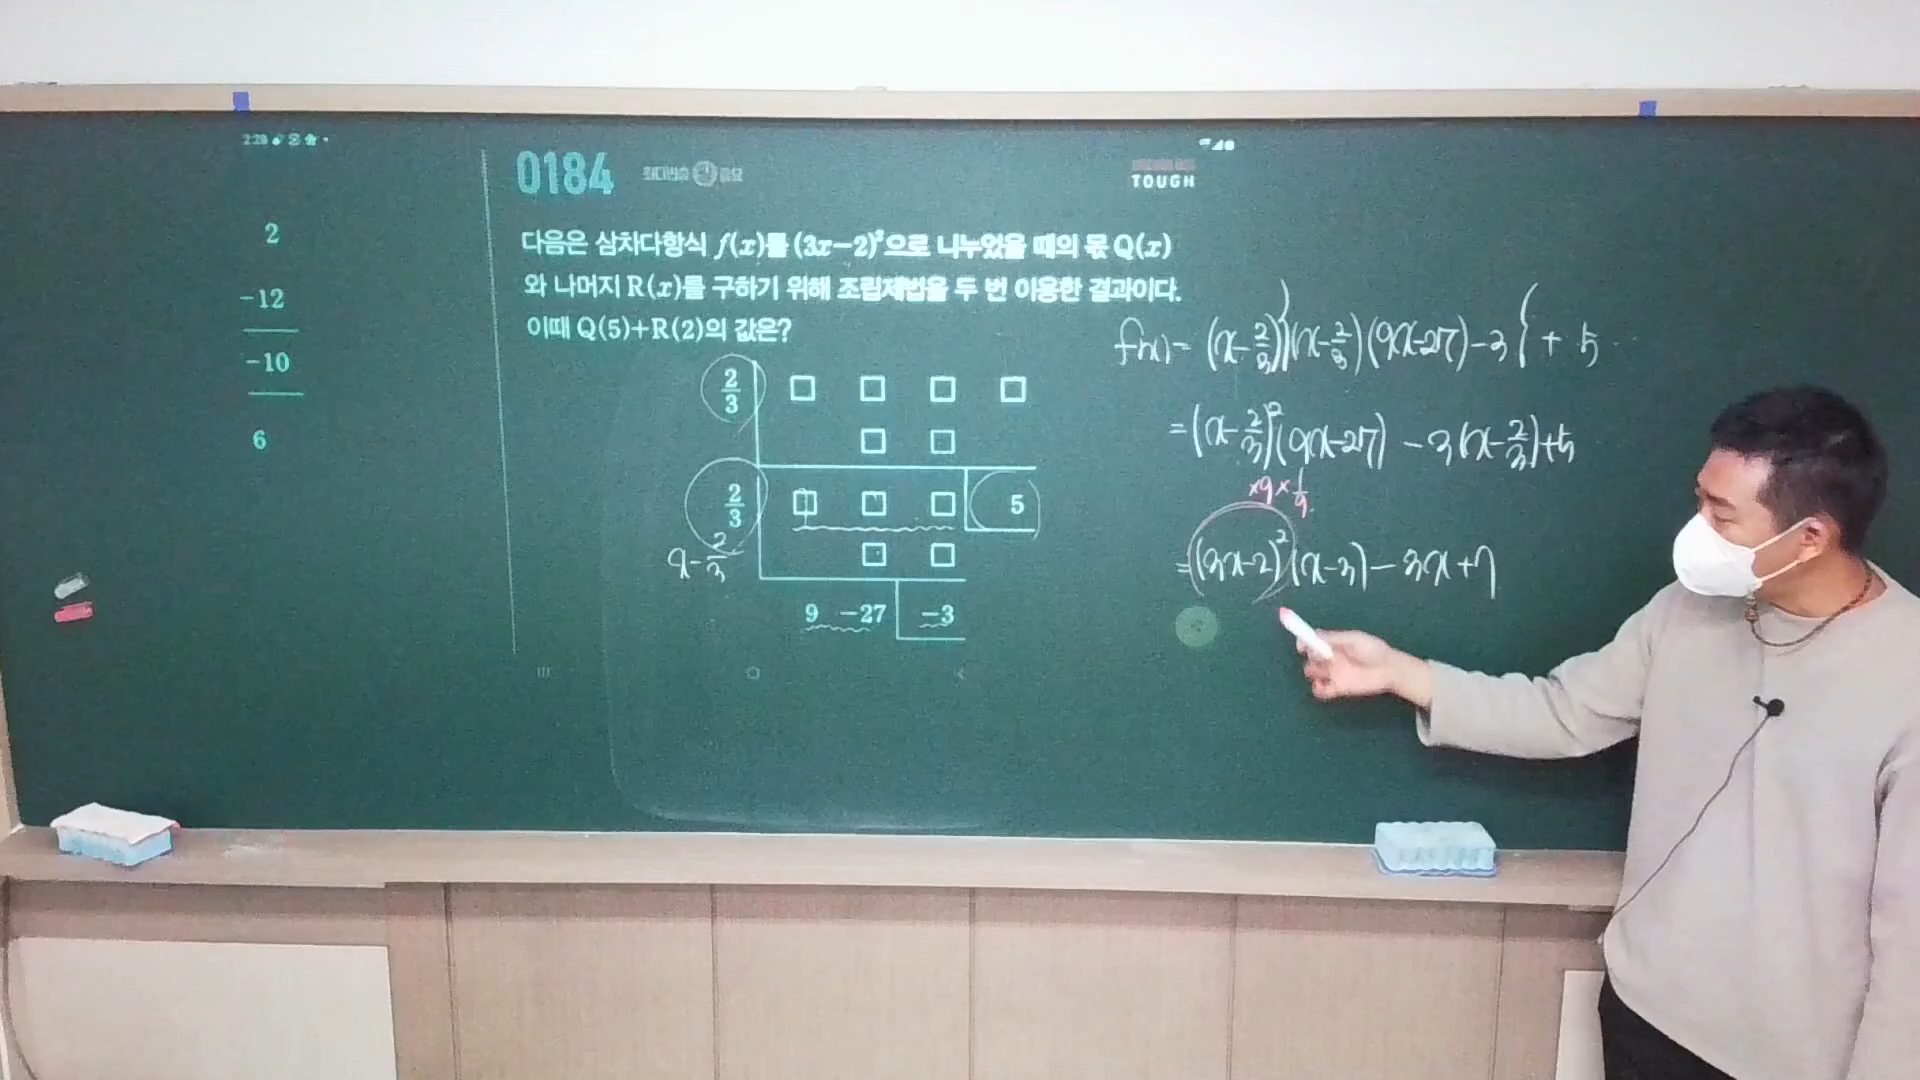 2:20
0184
TOUGH
다음은 삼차다항식 f(x)를 (3x−2)²으로 나누었을 때의 몫 Q(x)
와 나머지 R(x)를 구하기 위해 조립제법을 두 번 이용한 결과이다.
이때 Q(5)+R(2)의 값은?
2
-12
-10
6
2/3 □ □ □ □
□ □
2/3 □ □ □ 5
x-2/3 □ □
9 −27 −3
f(x)= (x-2/3){(x-2/3)(9x-27)-3} + 5
=(x-2/3)²(9x-27) -3(x-2/3)+5
×9×1/9
=(3x-2)²(x-3)-3x+7